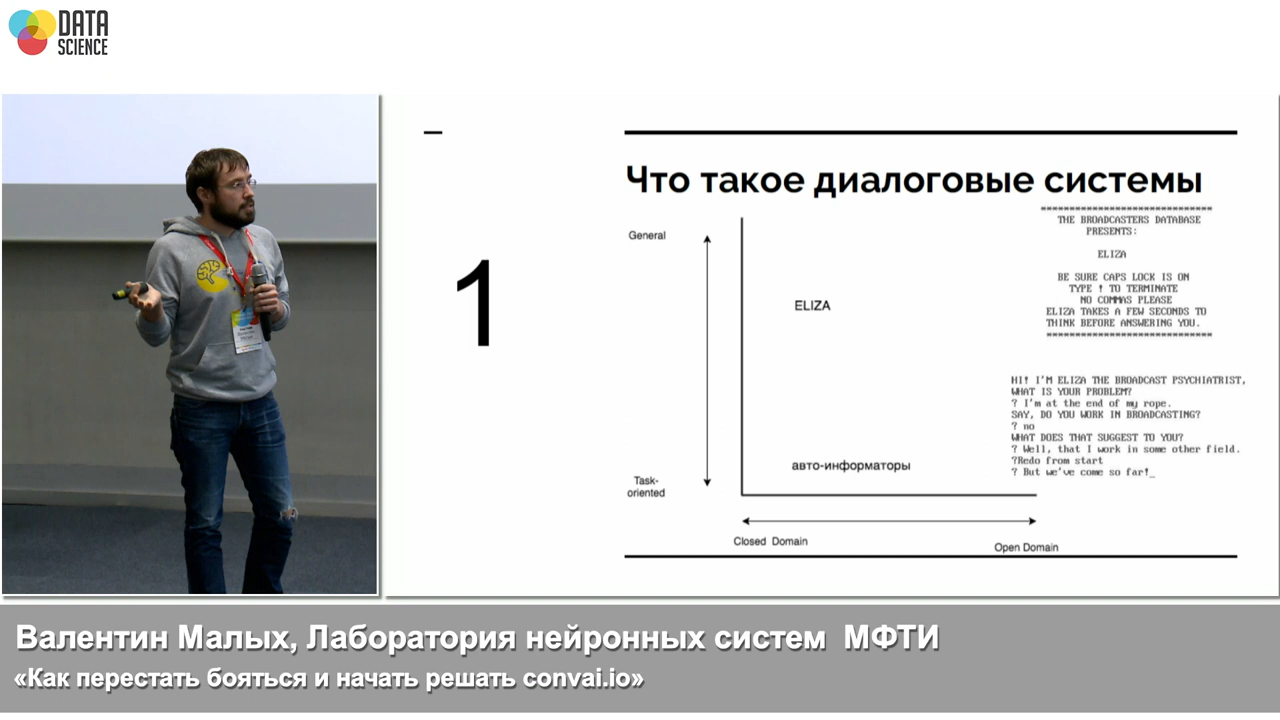 DATA
SCIENCE
1
Что такое диалоговые системы
General
Task-
oriented
ELIZA
авто-информаторы
Closed Domain
Open Domain
==============================
THE BROADCASTERS DATABASE
PRESENTS:
ELIZA
BE SURE CAPS LOCK IS ON
TYPE ! TO TERMINATE
NO COMMAS PLEASE
ELIZA TAKES A FEW SECONDS TO
THINK BEFORE ANSWERING YOU.
==============================
HI! I'M ELIZA THE BROADCAST PSYCHIATRIST,
WHAT IS YOUR PROBLEM?
? I'm at the end of my rope.
SAY, DO YOU WORK IN BROADCASTING?
? no
WHAT DOES THAT SUGGEST TO YOU?
? Well, that I work in some other field.
?Redo from start
? But we've come so far!_
Валентин Малых, Лаборатория нейронных систем МФТИ
«Как перестать бояться и начать решать convai.io»